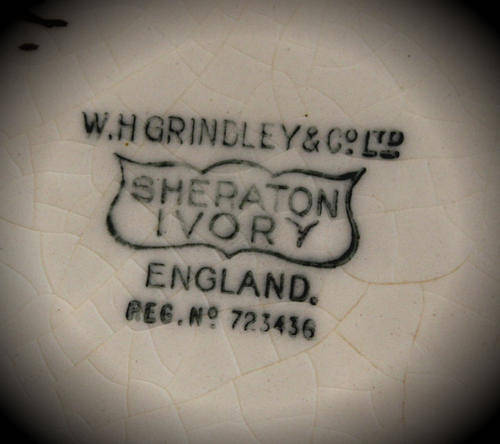 W.H GRINDLEY & Cº LTD
SHERATON
IVORY
ENGLAND.
REG. Nº 723436